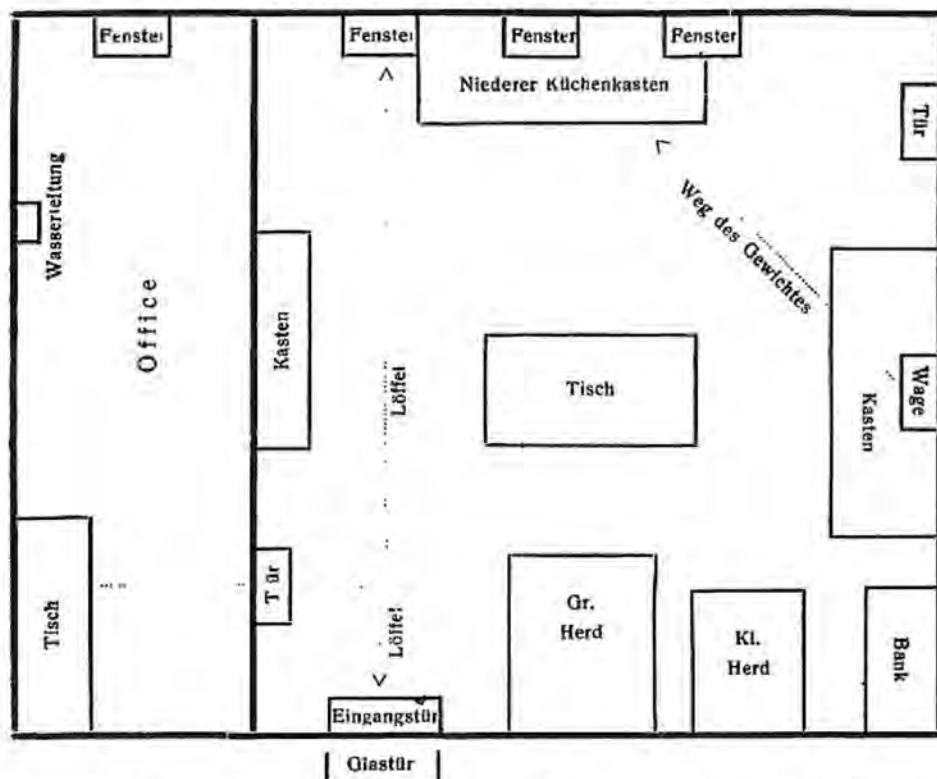 Fenster
Fenster
Fenster
Fenster
Niederer Küchenkasten
Tür
Wasserleitung
Weg des Gewichtes
Office
Kasten
Löffel
Tisch
Wage
Kasten
Tisch
Tür
Löffel
Gr.
Herd
Kl.
Herd
Bank
Eingangstür
Glastür